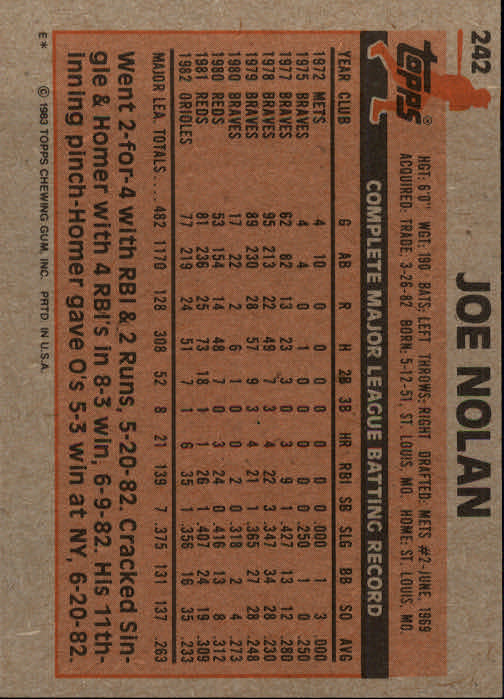 242
JOE NOLAN
topps®
HGT: 6'0" WGT: 190 BATS: LEFT THROWS: RIGHT DRAFTED: METS #2-JUNE, 1969
ACQUIRED: TRADE, 3-26-82 BORN: 5-12-51, ST. LOUIS, MO. HOME: ST. LOUIS, MO.
COMPLETE MAJOR LEAGUE BATTING RECORD
YEAR CLUB G AB R H 2B 3B HR RBI SB SLG BB SO AVG
1972 METS 4 10 0 0 0 0 0 0 0 .000 1 3 .000
1975 BRAVES 4 4 0 1 0 0 0 0 0 .250 1 0 .250
1977 BRAVES 62 82 13 23 3 0 3 9 1 .427 13 12 .280
1978 BRAVES 95 213 22 49 7 3 4 22 3 .347 34 28 .230
1979 BRAVES 89 230 28 57 9 3 4 21 1 .365 27 28 .248
1980 BRAVES 17 22 2 6 1 0 0 2 0 .318 2 4 .273
1980 REDS 53 154 14 48 7 0 3 24 0 .416 13 8 .312
1981 REDS 81 236 25 73 18 1 1 26 1 .407 24 19 .309
1982 ORIOLES 77 219 24 51 7 1 6 35 1 .356 16 35 .233
MAJOR LEA. TOTALS... 482 1170 128 308 52 8 21 139 7 .375 131 137 .263
Went 2-for-4 with RBI & 2 Runs, 5-20-82. Cracked Sin-
gle & Homer with 4 RBI's in 8-3 win, 6-9-82. His 11th-
inning pinch-Homer gave O's 5-3 win at NY, 6-20-82.
E* © 1983 TOPPS CHEWING GUM, INC. PRTD. IN U.S.A.